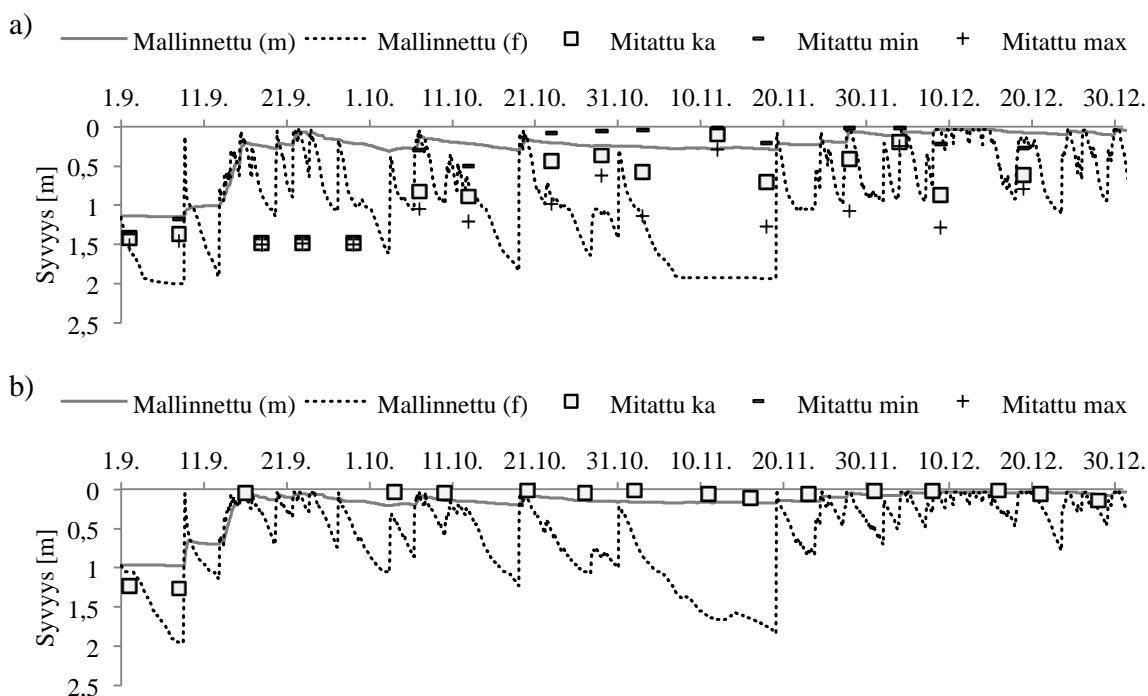 a)
Mallinnettu (m) Mallinnettu (f) Mitattu ka Mitattu min Mitattu max
1.9. 11.9. 21.9. 1.10. 11.10. 21.10. 31.10. 10.11. 20.11. 30.11. 10.12. 20.12. 30.12.
0
0,5
1
1,5
2
2,5
Syvyys [m]
b)
Mallinnettu (m) Mallinnettu (f) Mitattu ka Mitattu min Mitattu max
1.9. 11.9. 21.9. 1.10. 11.10. 21.10. 31.10. 10.11. 20.11. 30.11. 10.12. 20.12. 30.12.
0
0,5
1
1,5
2
2,5
Syvyys [m]